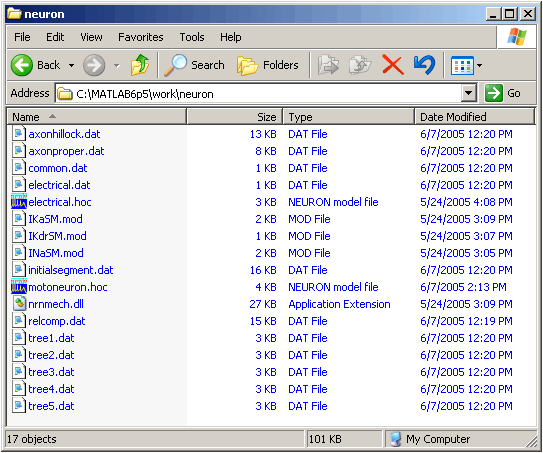 neuron
File Edit View Favorites Tools Help
Back Search Folders
Address C:\MATLAB6p5\work\neuron Go
Name Size Type Date Modified
axonhillock.dat 13 KB DAT File 6/7/2005 12:20 PM
axonproper.dat 8 KB DAT File 6/7/2005 12:20 PM
common.dat 1 KB DAT File 6/7/2005 12:20 PM
electrical.dat 1 KB DAT File 6/7/2005 12:20 PM
electrical.hoc 3 KB NEURON model file 5/24/2005 4:08 PM
IKaSM.mod 2 KB MOD File 5/24/2005 3:09 PM
IKdrSM.mod 1 KB MOD File 5/24/2005 3:07 PM
INaSM.mod 2 KB MOD File 5/24/2005 3:05 PM
initialsegment.dat 16 KB DAT File 6/7/2005 12:20 PM
motoneuron.hoc 4 KB NEURON model file 6/7/2005 2:13 PM
nrnmech.dll 27 KB Application Extension 5/24/2005 3:09 PM
relcomp.dat 15 KB DAT File 6/7/2005 12:19 PM
tree1.dat 3 KB DAT File 6/7/2005 12:20 PM
tree2.dat 3 KB DAT File 6/7/2005 12:20 PM
tree3.dat 3 KB DAT File 6/7/2005 12:20 PM
tree4.dat 3 KB DAT File 6/7/2005 12:20 PM
tree5.dat 3 KB DAT File 6/7/2005 12:20 PM
17 objects 101 KB My Computer